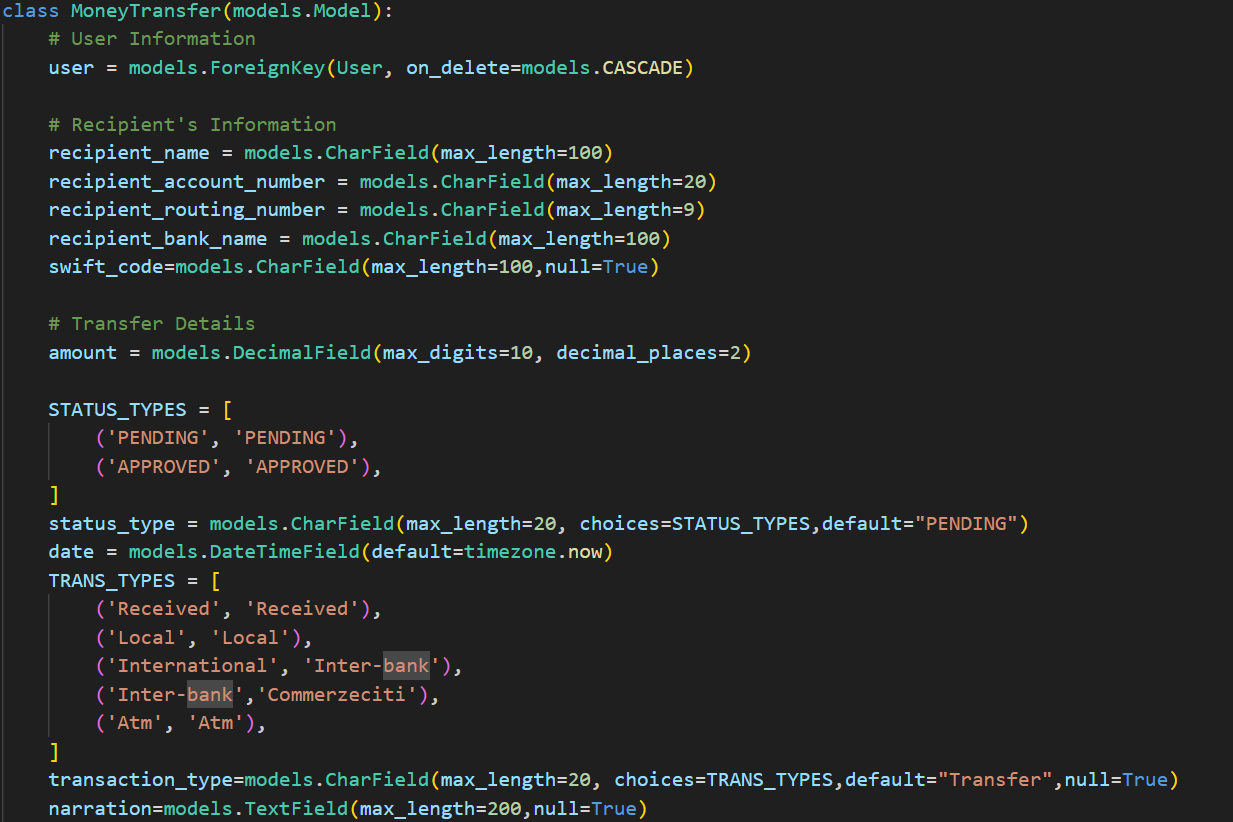 class MoneyTransfer(models.Model):
    # User Information
    user = models.ForeignKey(User, on_delete=models.CASCADE)
    # Recipient's Information
    recipient_name = models.CharField(max_length=100)
    recipient_account_number = models.CharField(max_length=20)
    recipient_routing_number = models.CharField(max_length=9)
    recipient_bank_name = models.CharField(max_length=100)
    swift_code=models.CharField(max_length=100,null=True)
    # Transfer Details
    amount = models.DecimalField(max_digits=10, decimal_places=2)
    STATUS_TYPES = [
        ('PENDING', 'PENDING'),
        ('APPROVED', 'APPROVED'),
    ]
    status_type = models.CharField(max_length=20, choices=STATUS_TYPES,default="PENDING")
    date = models.DateTimeField(default=timezone.now)
    TRANS_TYPES = [
        ('Received', 'Received'),
        ('Local', 'Local'),
        ('International', 'Inter-bank'),
        ('Inter-bank','Commerzeciti'),
        ('Atm', 'Atm'),
    ]
    transaction_type=models.CharField(max_length=20, choices=TRANS_TYPES,default="Transfer",null=True)
    narration=models.TextField(max_length=200,null=True)